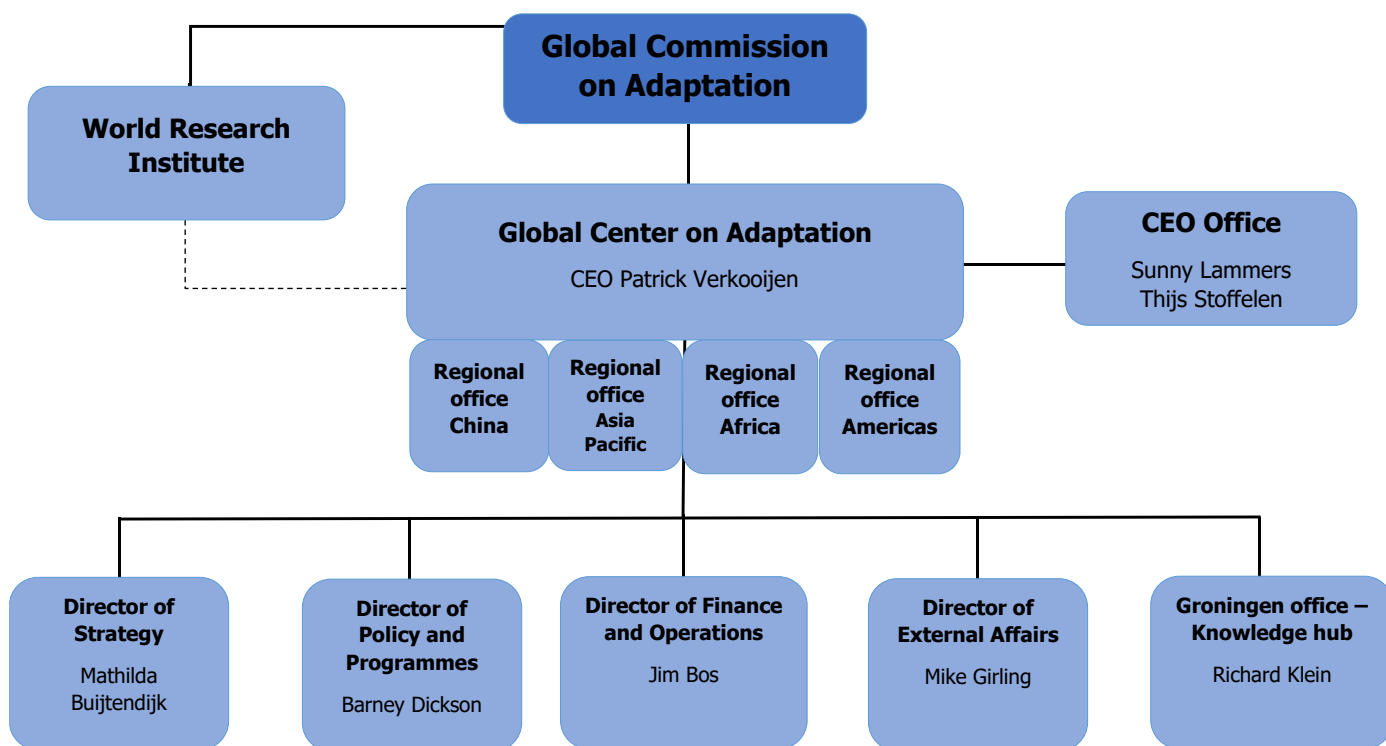 Global Commission
on Adaptation
World Research
Institute
Global Center on Adaptation
CEO Patrick Verkooijen
CEO Office
Sunny Lammers
Thijs Stoffelen
Regional
office
China
Regional
office
Asia
Pacific
Regional
office
Africa
Regional
office
Americas
Director of
Strategy
Mathilda
Buijtendijk
Director of
Policy and
Programmes
Barney Dickson
Director of Finance
and Operations
Jim Bos
Director of
External Affairs
Mike Girling
Groningen office –
Knowledge hub
Richard Klein